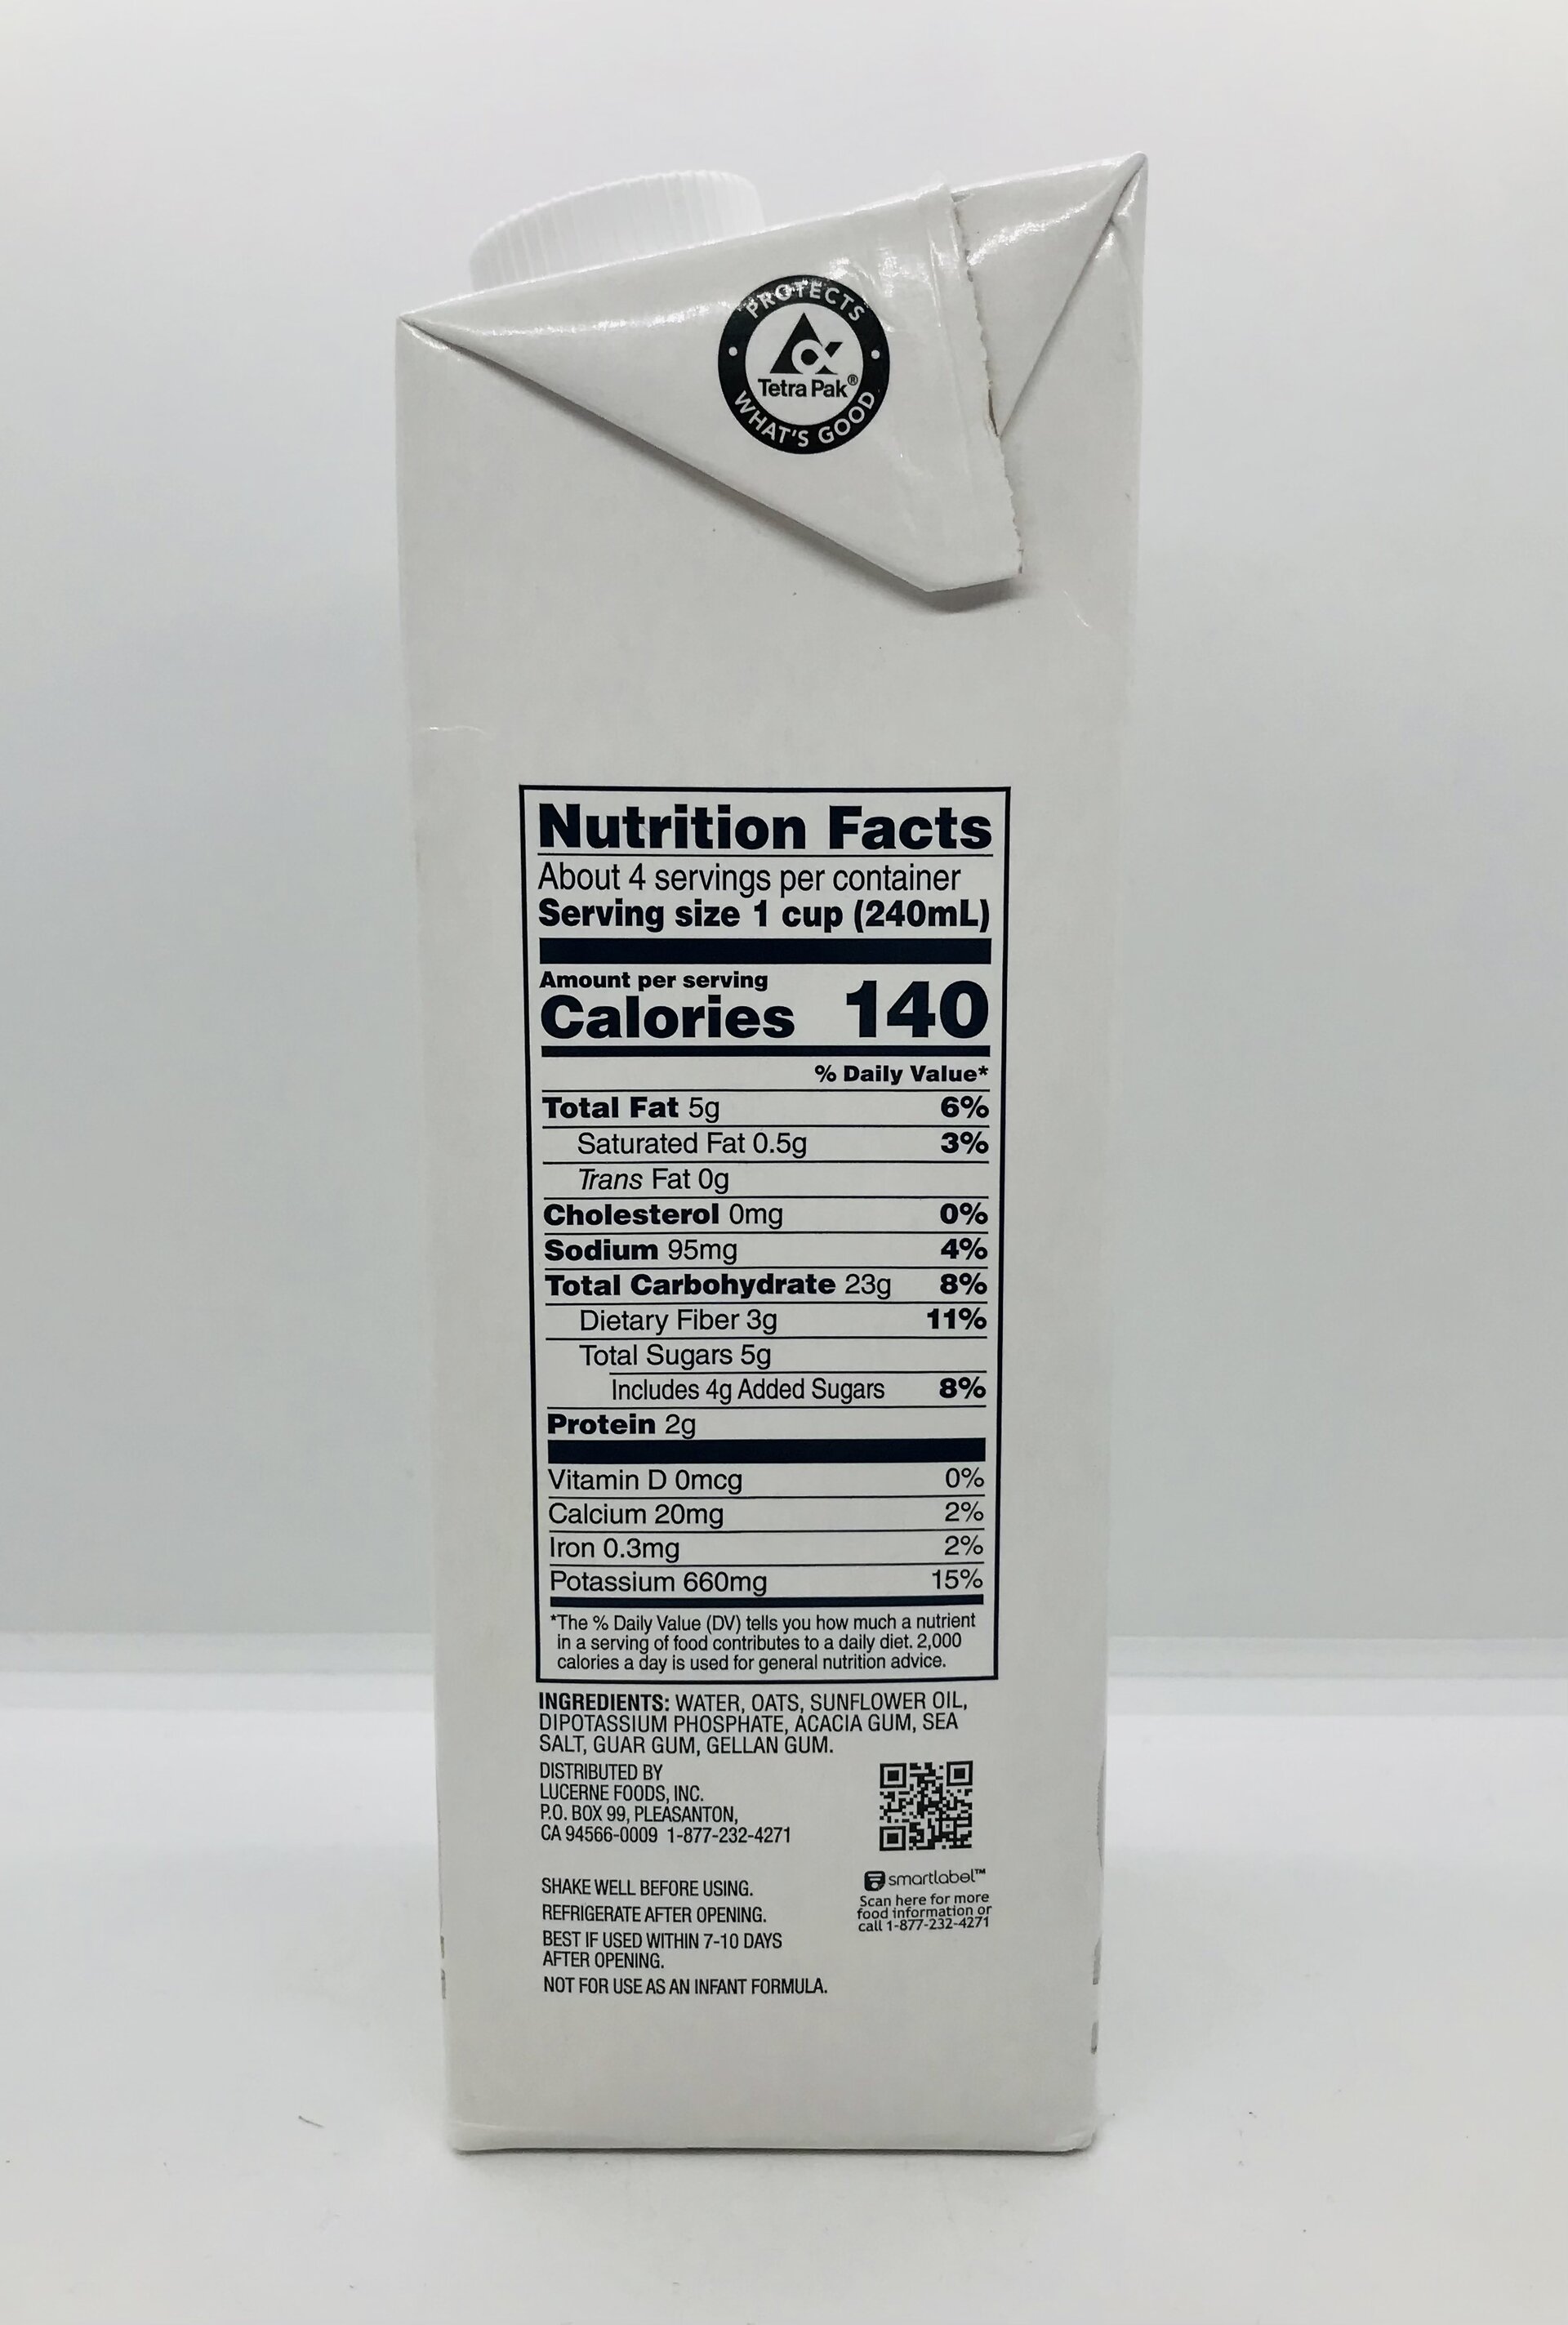 PROTECTS
Tetra Pak®
WHAT'S GOOD
Nutrition Facts
About 4 servings per container
Serving size 1 cup (240mL)
Amount per serving
Calories 140
% Daily Value*
Total Fat 5g 6%
Saturated Fat 0.5g 3%
Trans Fat 0g
Cholesterol 0mg 0%
Sodium 95mg 4%
Total Carbohydrate 23g 8%
Dietary Fiber 3g 11%
Total Sugars 5g
Includes 4g Added Sugars 8%
Protein 2g
Vitamin D 0mcg 0%
Calcium 20mg 2%
Iron 0.3mg 2%
Potassium 660mg 15%
*The % Daily Value (DV) tells you how much a nutrient
in a serving of food contributes to a daily diet. 2,000
calories a day is used for general nutrition advice.
INGREDIENTS: WATER, OATS, SUNFLOWER OIL,
DIPOTASSIUM PHOSPHATE, ACACIA GUM, SEA
SALT, GUAR GUM, GELLAN GUM.
DISTRIBUTED BY
LUCERNE FOODS, INC.
P.O. BOX 99, PLEASANTON,
CA 94566-0009 1-877-232-4271
SHAKE WELL BEFORE USING.
REFRIGERATE AFTER OPENING.
BEST IF USED WITHIN 7-10 DAYS
AFTER OPENING.
NOT FOR USE AS AN INFANT FORMULA.
smartlabel™
Scan here for more
food information or
call 1-877-232-4271